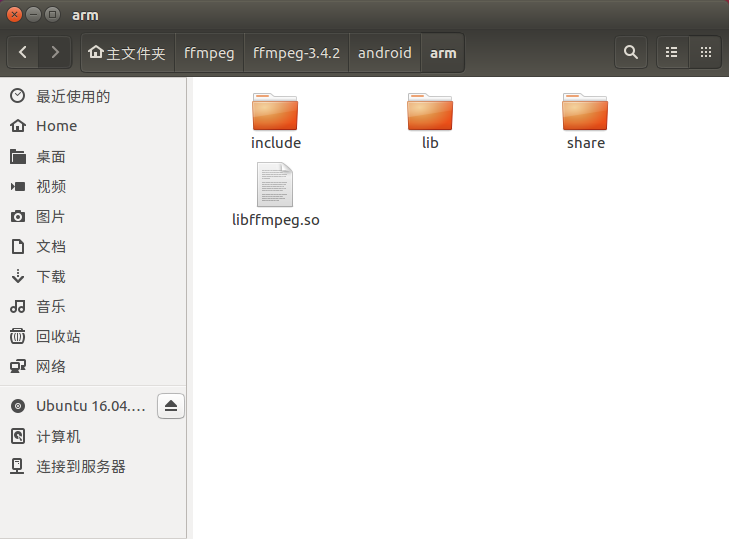 arm
主文件夹 ffmpeg ffmpeg-3.4.2 android arm
最近使用的
Home
桌面
视频
图片
文档
下载
音乐
回收站
网络
Ubuntu 16.04.…
计算机
连接到服务器
include lib share
libffmpeg.so